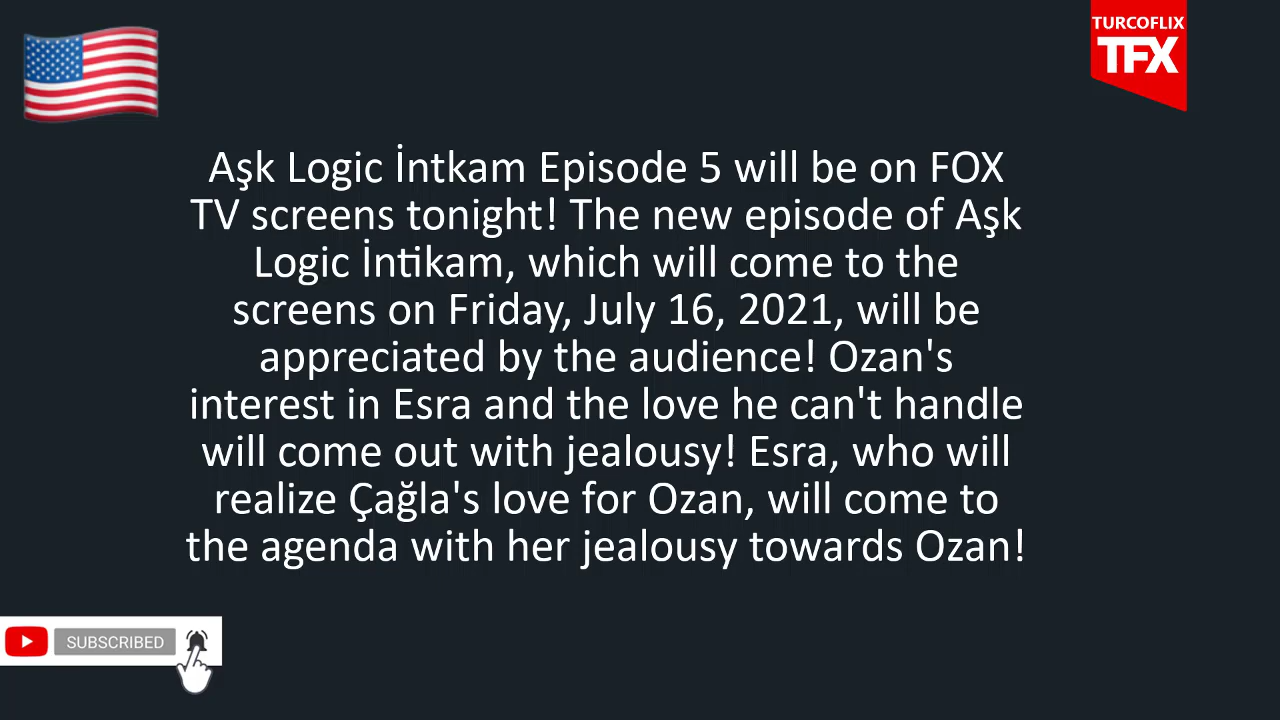 TURCOFLIX
TFX
Aşk Logic İntkam Episode 5 will be on FOX
TV screens tonight! The new episode of Aşk
Logic İntikam, which will come to the
screens on Friday, July 16, 2021, will be
appreciated by the audience! Ozan's
interest in Esra and the love he can't handle
will come out with jealousy! Esra, who will
realize Çağla's love for Ozan, will come to
the agenda with her jealousy towards Ozan!
SUBSCRIBED